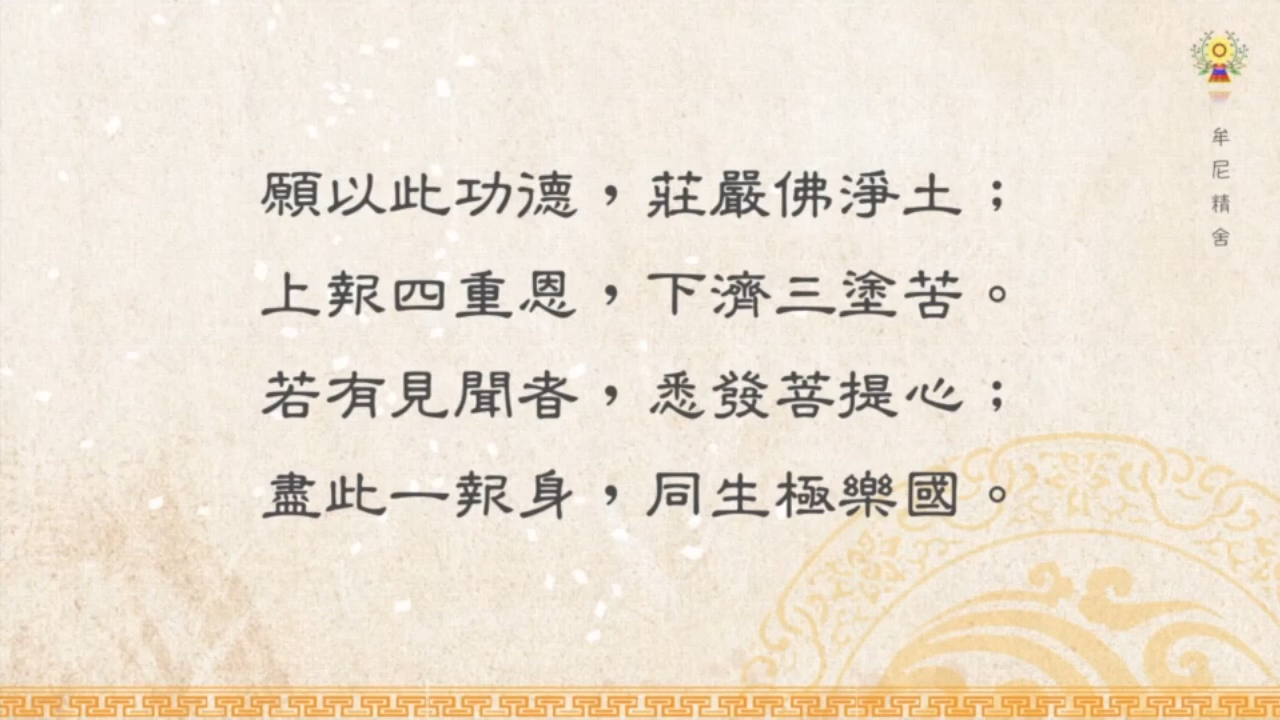 願以此功德，莊嚴佛淨土；
上報四重恩，下濟三塗苦。
若有見聞者，悉發菩提心；
盡此一報身，同生極樂國。
牟尼精舍